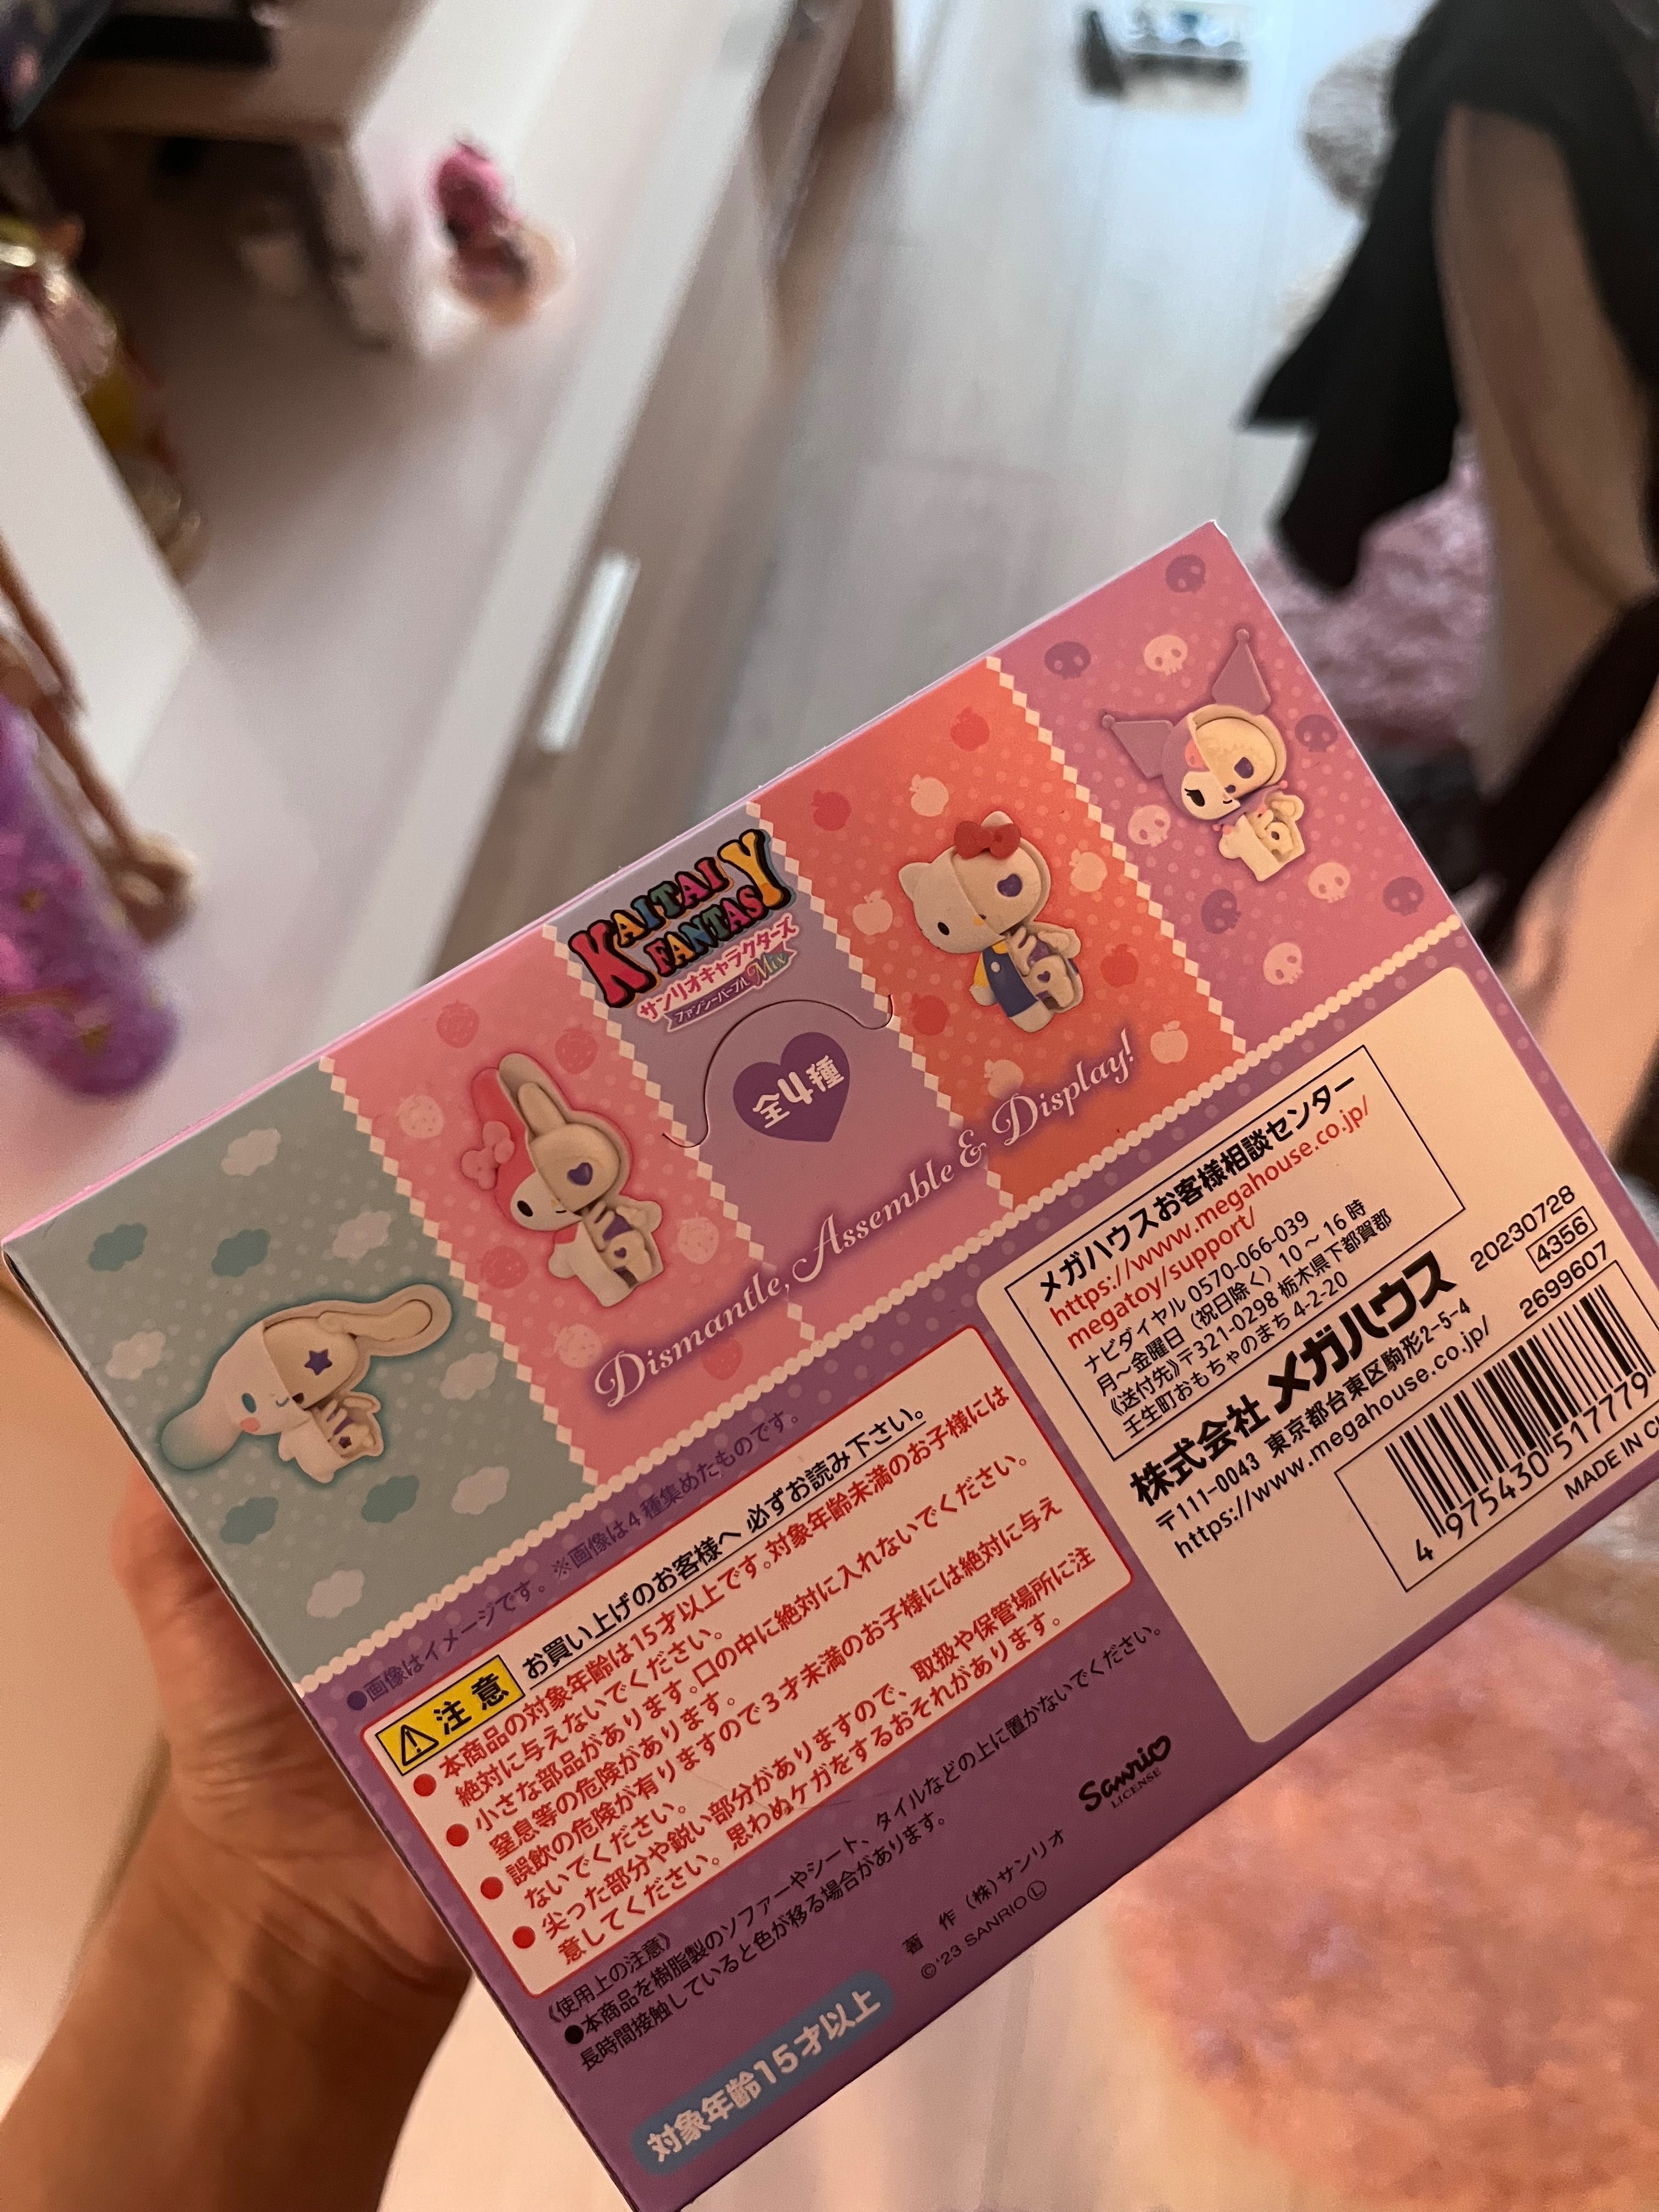 KAITAI
FANTASY
サンリオキャラクターズ
ファンシーパープル Mix
全4種
Dismantle, Assemble & Display!
●画像はイメージです。※画像は4種集めたものです。
注意 お買い上げのお客様へ 必ずお読み下さい。
●本商品の対象年齢は15才以上です。対象年齢未満のお子様には
絶対に与えないでください。
●小さな部品があります。口の中に絶対に入れないでください。
窒息等の危険があります。
●誤飲の危険が有りますので3才未満のお子様には絶対に与え
ないでください。
●尖った部分や鋭い部分がありますので、取扱や保管場所に注
意してください。思わぬケガをするおそれがあります。
《使用上の注意》
●本商品を樹脂製のソファーやシート、タイルなどの上に置かないでください。
長時間接触していると色が移る場合があります。
対象年齢15才以上
著 作 (株)サンリオ
©'23 SANRIO Ⓛ
Sanrio
LICENSE
メガハウスお客様相談センター
https://www.megahouse.co.jp/
megatoy/support/
ナビダイヤル 0570-066-039
月〜金曜日(祝日除く)10〜16時
《送付先》〒321-0298 栃木県下都賀郡
壬生町おもちゃのまち 4-2-20
株式会社 メガハウス
〒111-0043 東京都台東区駒形2-5-4
https://www.megahouse.co.jp/
20230728
4356
2699607
4 975430 517779
MADE IN